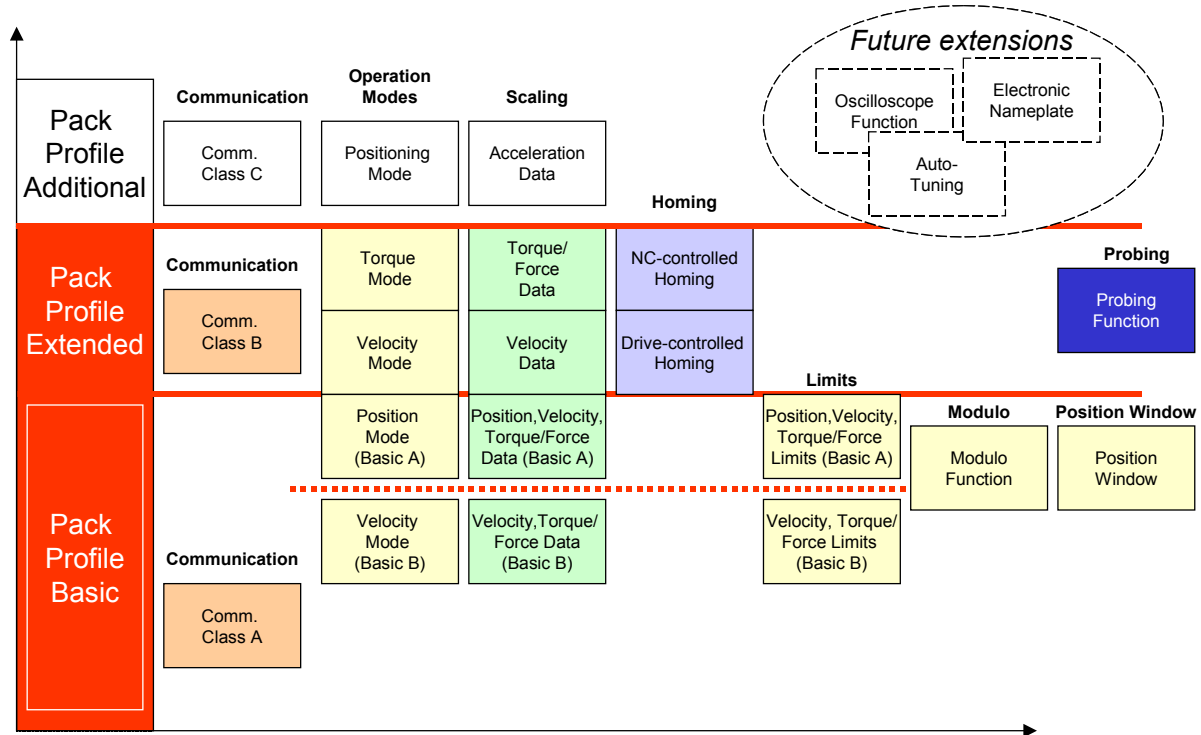 Future extensions
Oscilloscope
Function
Electronic
Nameplate
Auto-
Tuning
Pack
Profile
Additional
Communication
Comm.
Class C
Operation
Modes
Positioning
Mode
Scaling
Acceleration
Data
Homing
Pack
Profile
Extended
Communication
Comm.
Class B
Torque
Mode
Velocity
Mode
Torque/
Force
Data
Velocity
Data
NC-controlled
Homing
Drive-controlled
Homing
Probing
Probing
Function
Limits
Pack
Profile
Basic
Position
Mode
(Basic A)
Position,Velocity,
Torque/Force
Data (Basic A)
Position,Velocity,
Torque/Force
Limits (Basic A)
Modulo
Modulo
Function
Position Window
Position
Window
Communication
Comm.
Class A
Velocity
Mode
(Basic B)
Velocity,Torque/
Force Data
(Basic B)
Velocity, Torque/
Force Limits
(Basic B)